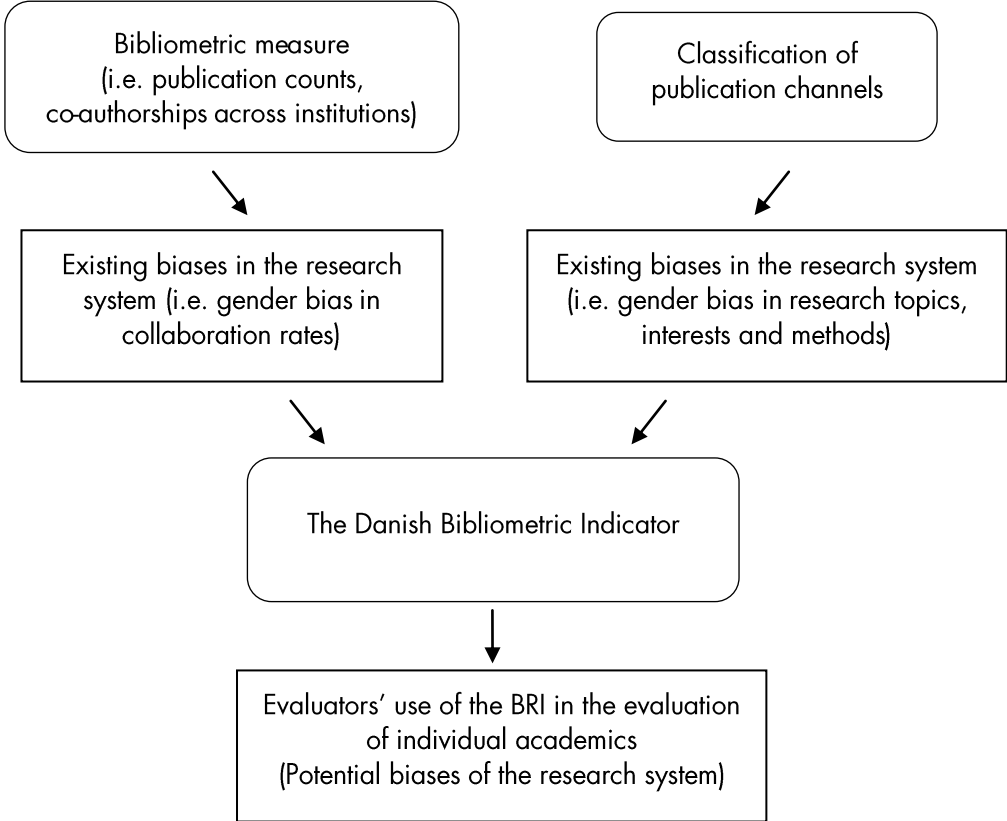 Bibliometric measure
(i.e. publication counts,
co-authorships across institutions)
Classification of
publication channels
Existing biases in the research
system (i.e. gender bias in
collaboration rates)
Existing biases in the research system
(i.e. gender bias in research topics,
interests and methods)
The Danish Bibliometric Indicator
Evaluators’ use of the BRI in the evaluation
of individual academics
(Potential biases of the research system)